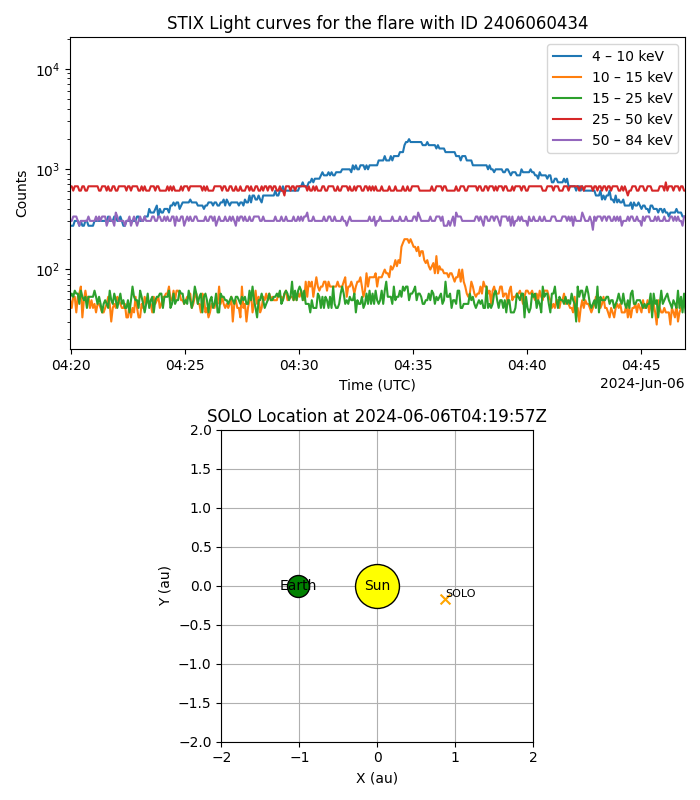 STIX Light curves for the flare with ID 2406060434
10⁴
10³
10²
Counts
4 – 10 keV
10 – 15 keV
15 – 25 keV
25 – 50 keV
50 – 84 keV
04:20 04:25 04:30 04:35 04:40 04:45
Time (UTC)
2024-Jun-06
SOLO Location at 2024-06-06T04:19:57Z
2.0
1.5
1.0
0.5
0.0
−0.5
−1.0
−1.5
−2.0
Y (au)
Earth
Sun
SOLO
−2 −1 0 1 2
X (au)